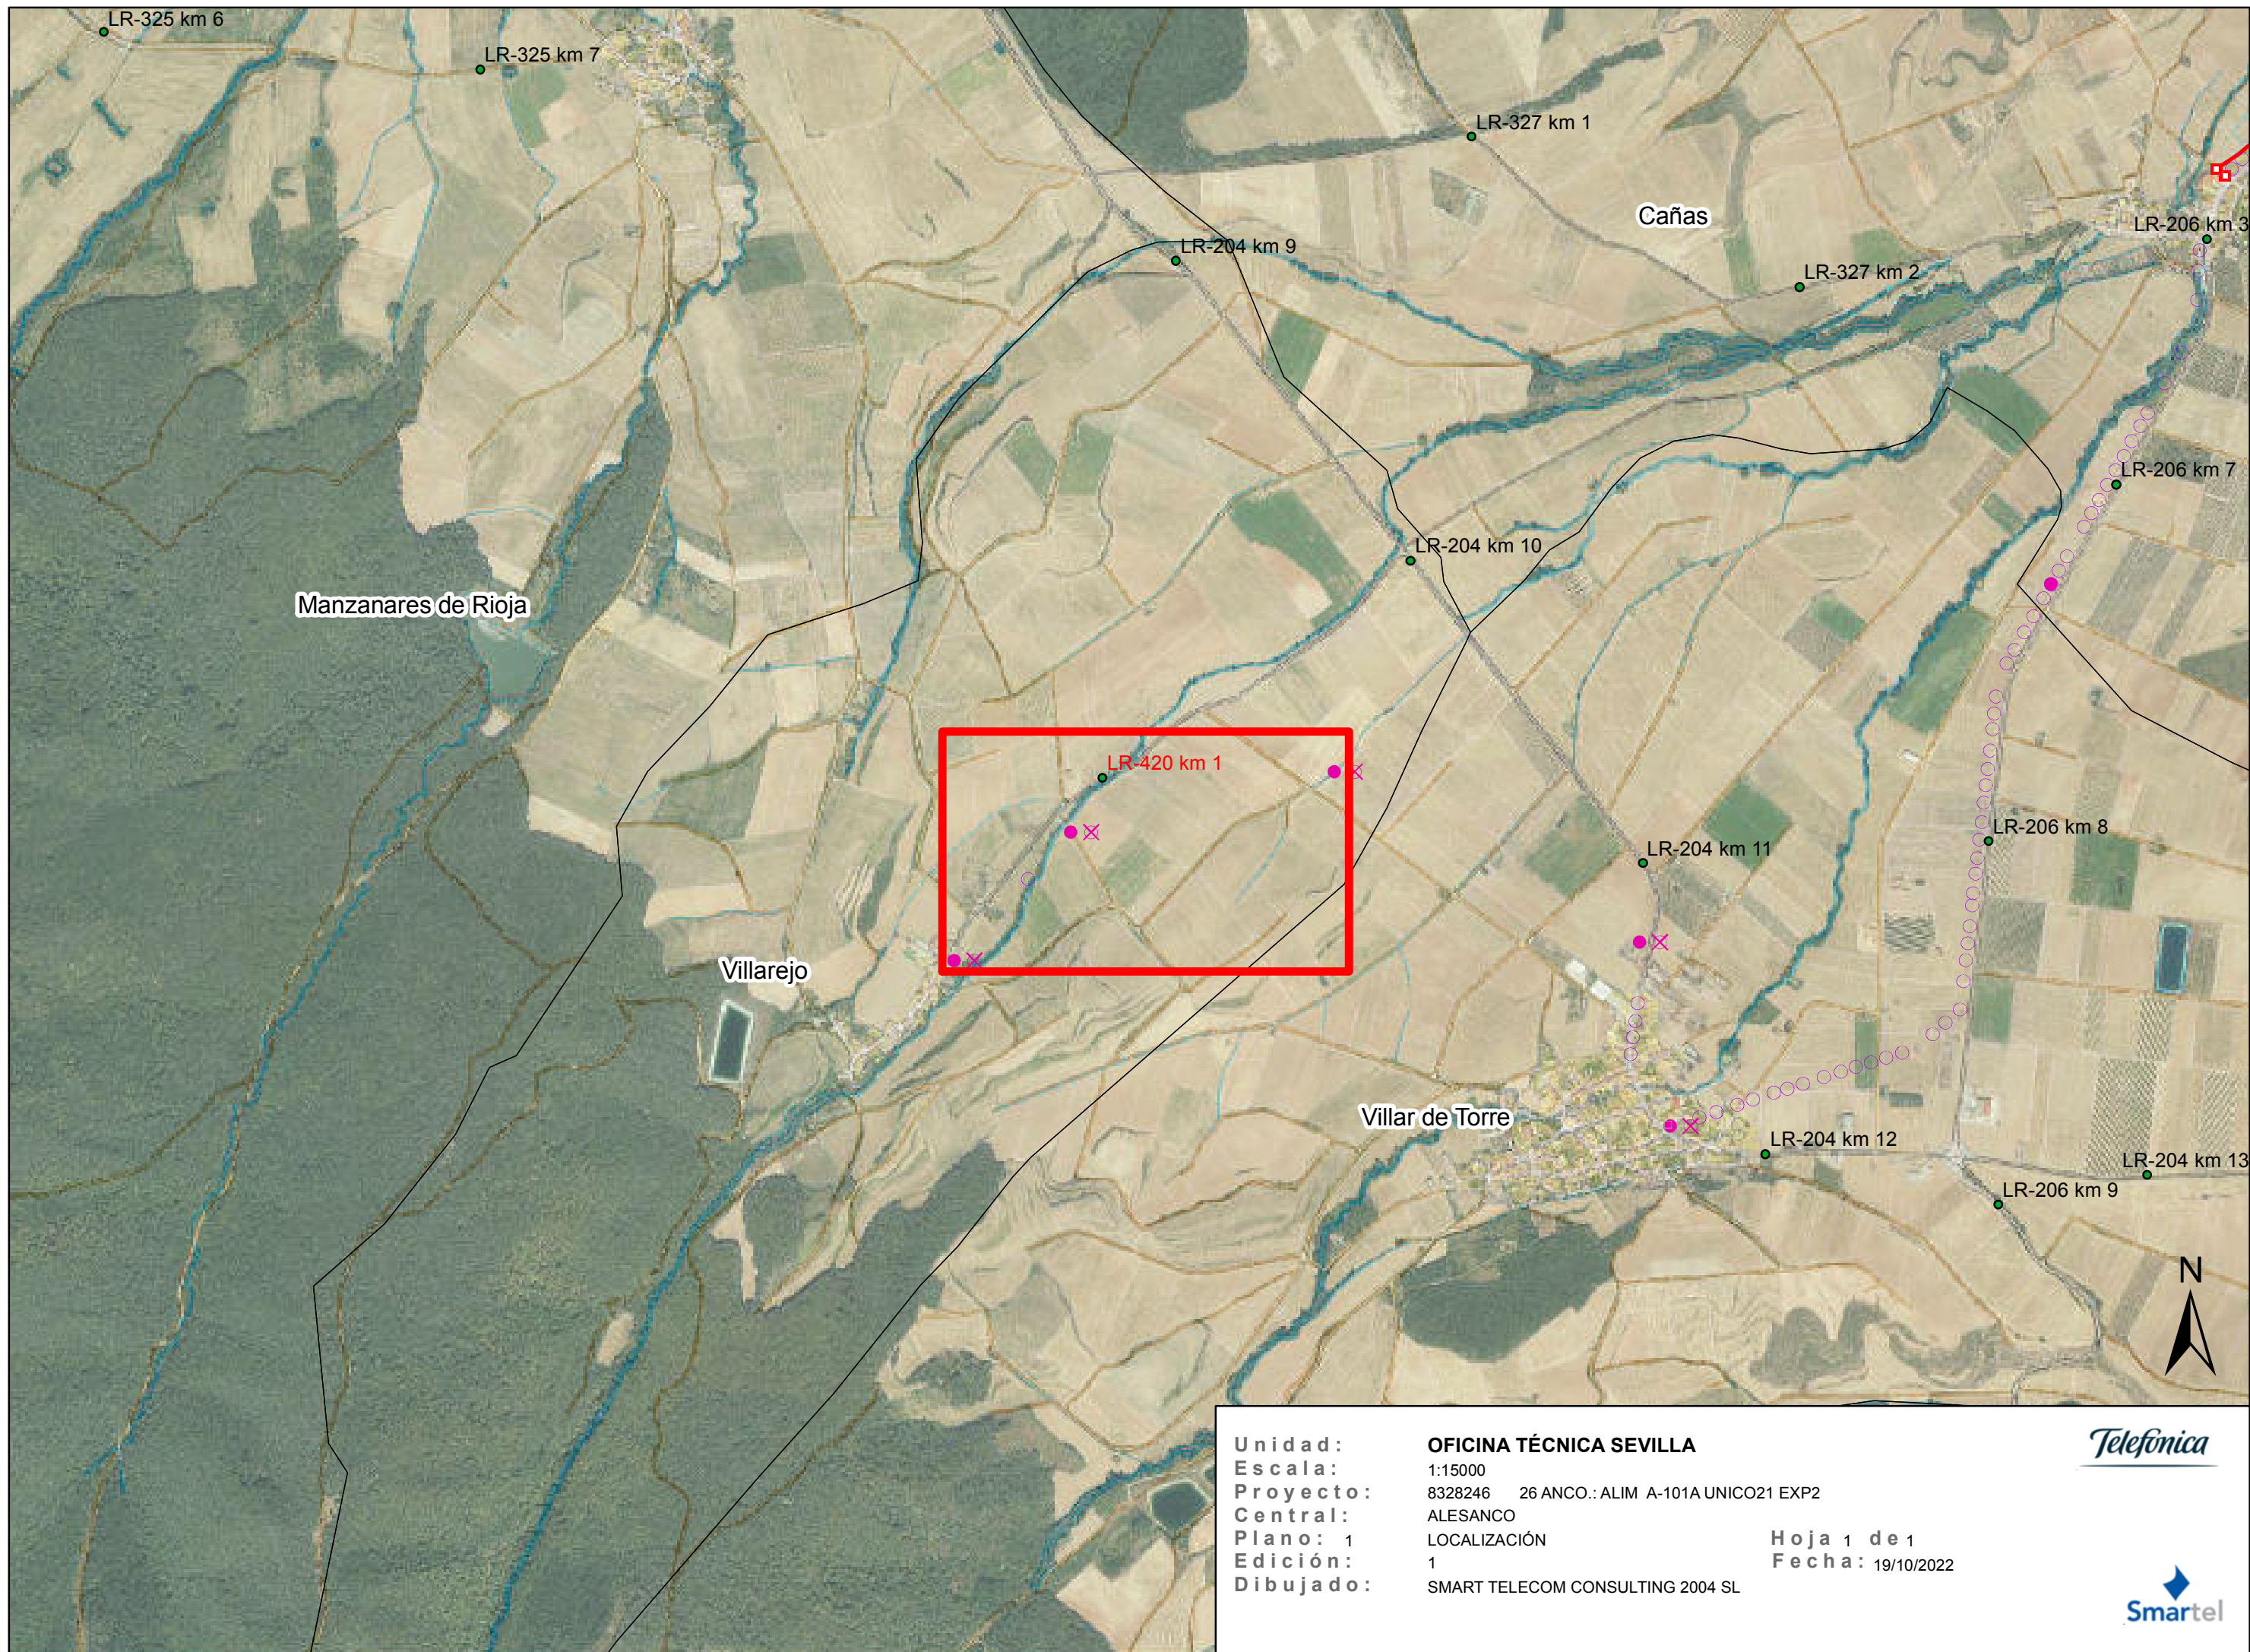 LR-325 km 6
LR-325 km 7
LR-327 km 1
Cañas
LR-206 km 3
LR-204 km 9
LR-327 km 2
LR-206 km 7
LR-204 km 10
Manzanares de Rioja
LR-420 km 1
LR-206 km 8
LR-204 km 11
Villarejo
Villar de Torre
LR-204 km 12
LR-204 km 13
LR-206 km 9
N
Unidad: OFICINA TÉCNICA SEVILLA
Escala: 1:15000
Proyecto: 8328246 26 ANCO.: ALIM A-101A UNICO21 EXP2
Central: ALESANCO
Plano: 1 LOCALIZACIÓN Hoja 1 de 1
Edición: 1 Fecha: 19/10/2022
Dibujado: SMART TELECOM CONSULTING 2004 SL
Telefónica
Smartel